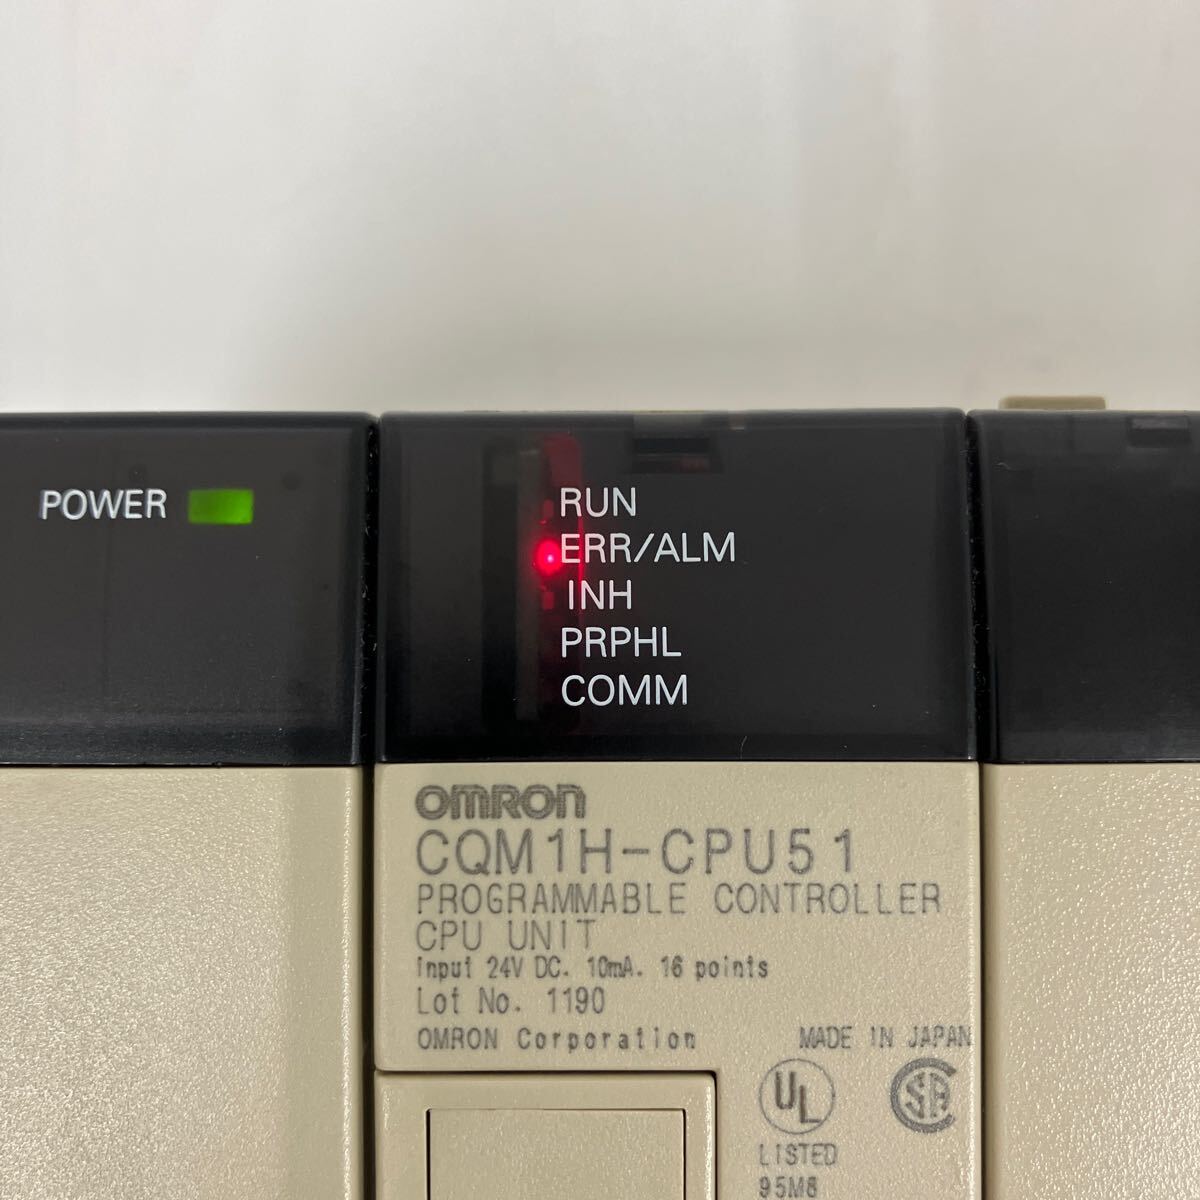 POWER
RUN
ERR/ALM
INH
PRPHL
COMM
omron
CQM1H-CPU51
PROGRAMMABLE CONTROLLER
CPU UNIT
Input 24V DC. 10mA. 16 points
Lot No. 1190
OMRON Corporation MADE IN JAPAN
UL SA
LISTED
95M8